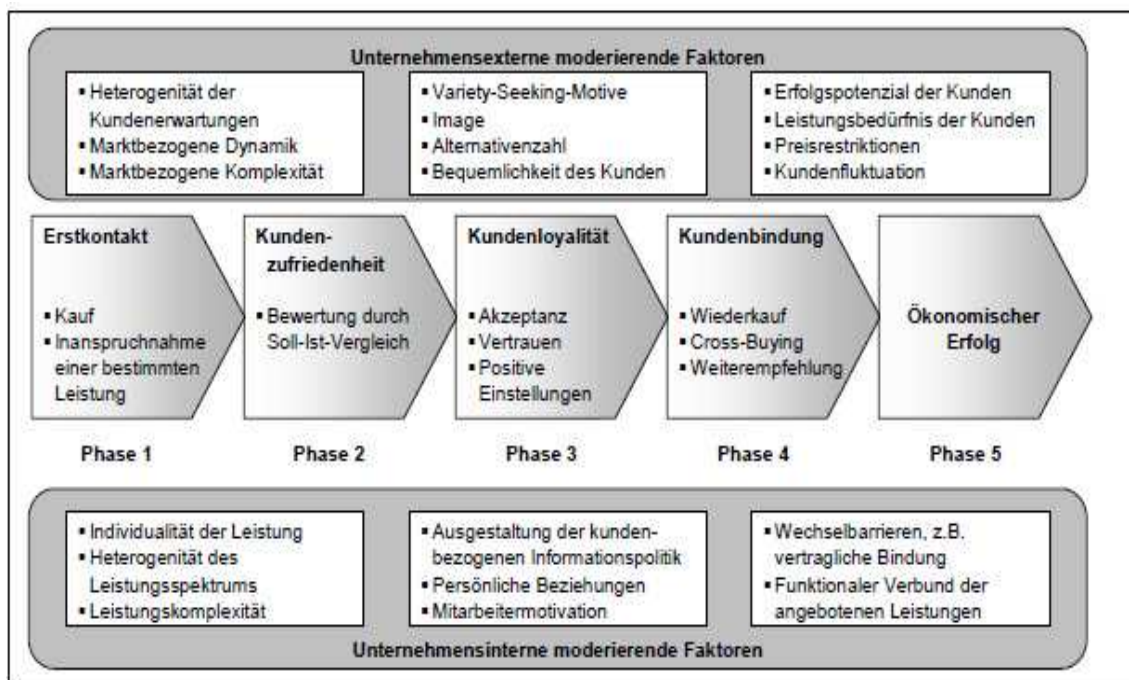 Unternehmensexterne moderierende Faktoren
▪ Heterogenität der
Kundenerwartungen
▪ Marktbezogene Dynamik
▪ Marktbezogene Komplexität
▪ Variety-Seeking-Motive
▪ Image
▪ Alternativenzahl
▪ Bequemlichkeit des Kunden
▪ Erfolgspotenzial der Kunden
▪ Leistungsbedürfnis der Kunden
▪ Preisrestriktionen
▪ Kundenfluktuation
Erstkontakt
▪ Kauf
▪ Inanspruchnahme
einer bestimmten
Leistung
Kunden-
zufriedenheit
▪ Bewertung durch
Soll-Ist-Vergleich
Kundenloyalität
▪ Akzeptanz
▪ Vertrauen
▪ Positive
Einstellungen
Kundenbindung
▪ Wiederkauf
▪ Cross-Buying
▪ Weiterempfehlung
Ökonomischer
Erfolg
Phase 1
Phase 2
Phase 3
Phase 4
Phase 5
▪ Individualität der Leistung
▪ Heterogenität des
Leistungsspektrums
▪ Leistungskomplexität
▪ Ausgestaltung der kunden-
bezogenen Informationspolitik
▪ Persönliche Beziehungen
▪ Mitarbeitermotivation
▪ Wechselbarrieren, z.B.
vertragliche Bindung
▪ Funktionaler Verbund der
angebotenen Leistungen
Unternehmensinterne moderierende Faktoren